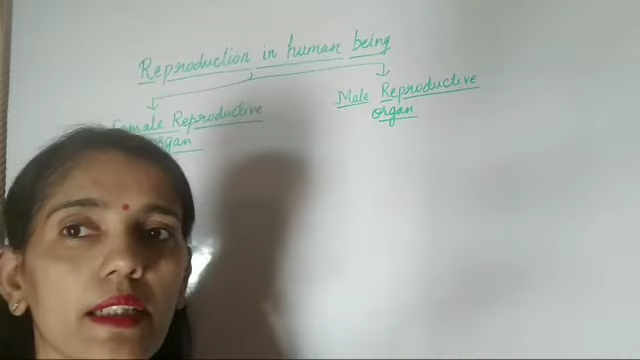 Reproduction in human being
Female Reproductive
organ
Male Reproductive
organ